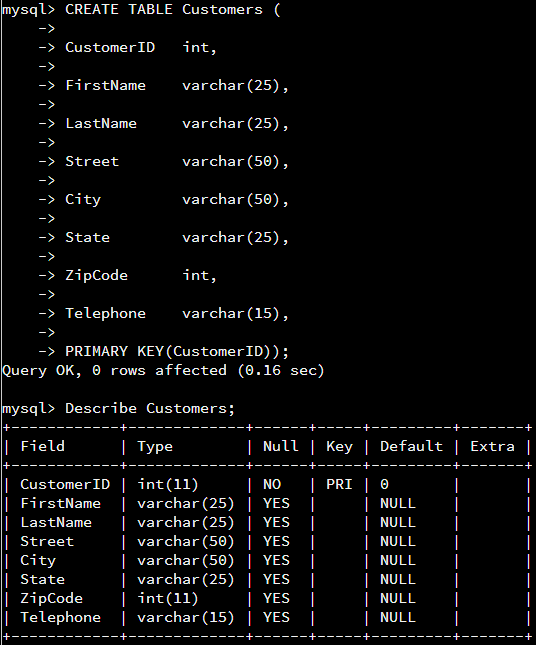 mysql> CREATE TABLE Customers (
    ->
    -> CustomerID   int,
    ->
    -> FirstName    varchar(25),
    ->
    -> LastName     varchar(25),
    ->
    -> Street       varchar(50),
    ->
    -> City         varchar(50),
    ->
    -> State        varchar(25),
    ->
    -> ZipCode      int,
    ->
    -> Telephone    varchar(15),
    ->
    -> PRIMARY KEY(CustomerID));
Query OK, 0 rows affected (0.16 sec)

mysql> Describe Customers;
+------------+-------------+------+-----+---------+-------+
| Field      | Type        | Null | Key | Default | Extra |
+------------+-------------+------+-----+---------+-------+
| CustomerID | int(11)     | NO   | PRI | 0       |       |
| FirstName  | varchar(25) | YES  |     | NULL    |       |
| LastName   | varchar(25) | YES  |     | NULL    |       |
| Street     | varchar(50) | YES  |     | NULL    |       |
| City       | varchar(50) | YES  |     | NULL    |       |
| State      | varchar(25) | YES  |     | NULL    |       |
| ZipCode    | int(11)     | YES  |     | NULL    |       |
| Telephone  | varchar(15) | YES  |     | NULL    |       |
+------------+-------------+------+-----+---------+-------+